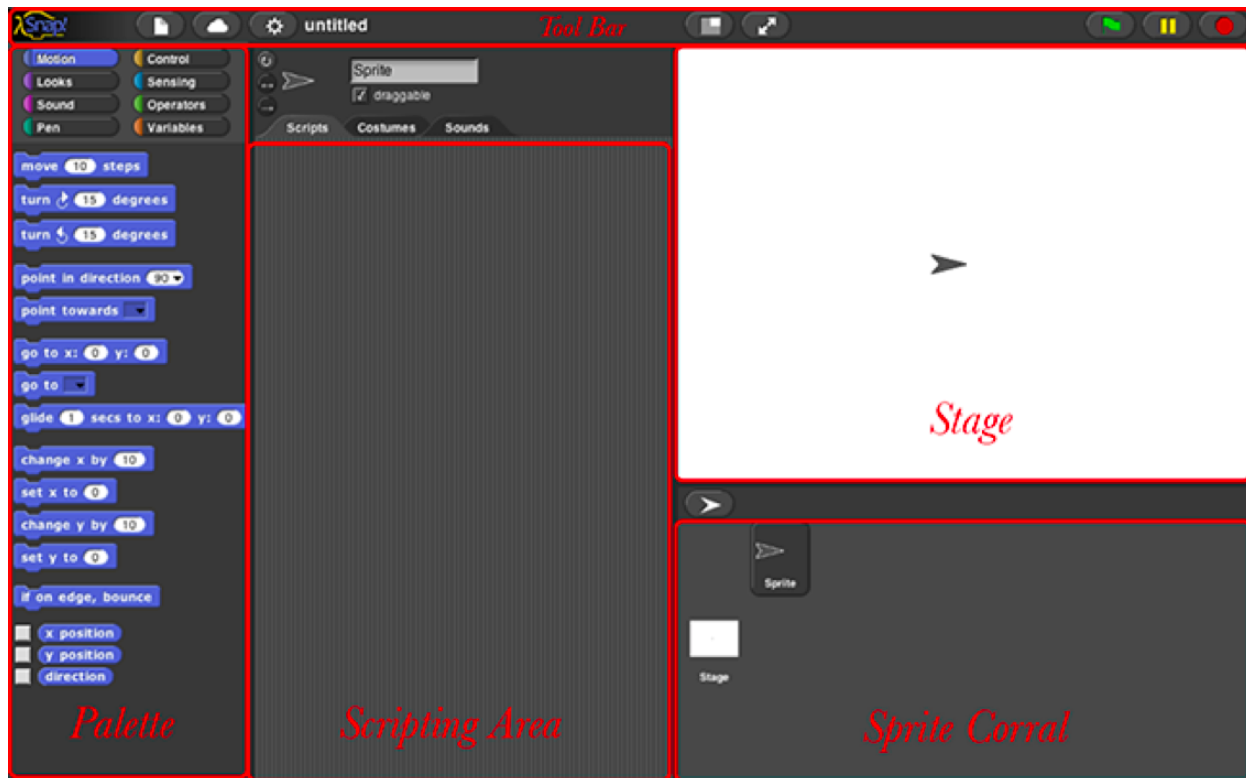 λSnap!
untitled
Tool Bar
Motion
Control
Looks
Sensing
Sound
Operators
Pen
Variables
Sprite
draggable
Scripts
Costumes
Sounds
move 10 steps
turn 15 degrees
turn 15 degrees
point in direction 90
point towards
go to x: 0 y: 0
go to
glide 1 secs to x: 0 y: 0
change x by 10
set x to 0
change y by 10
set y to 0
if on edge, bounce
x position
y position
direction
Palette
Scripting Area
Stage
Sprite
Stage
Sprite Corral